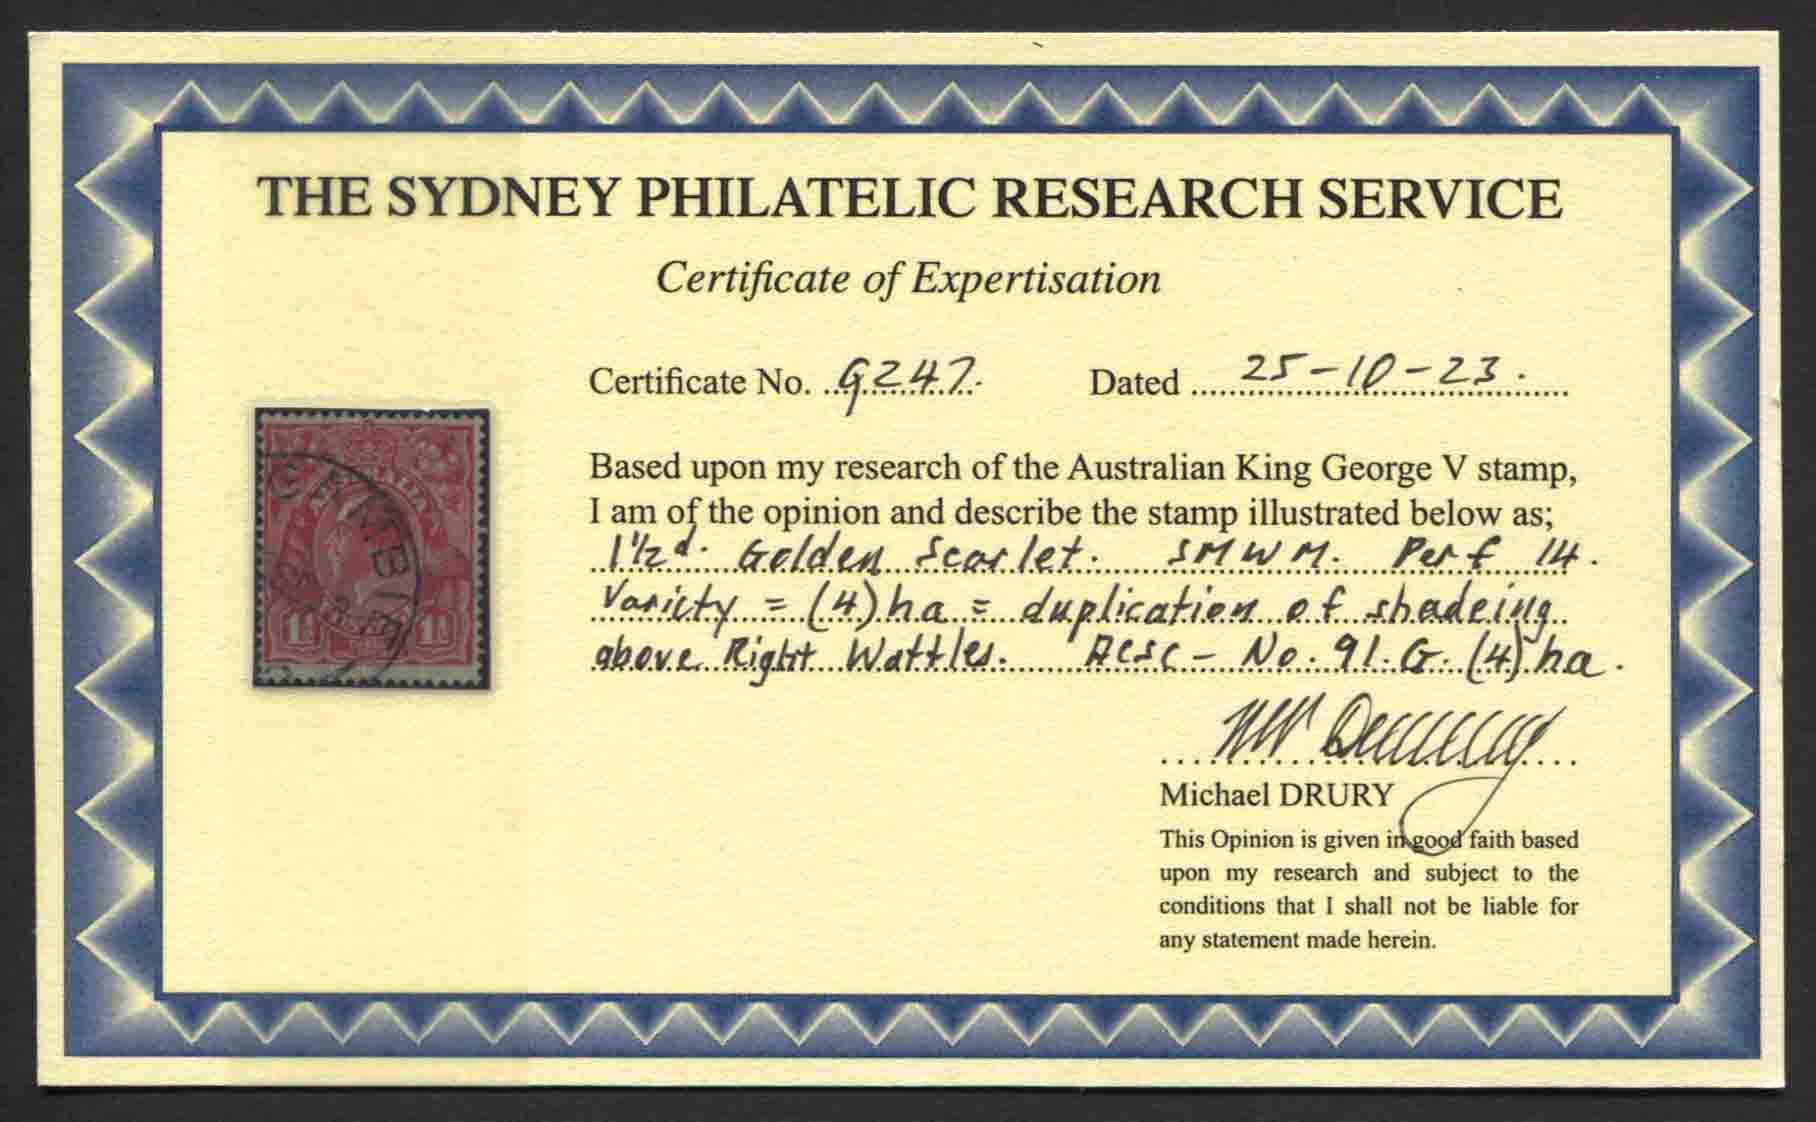 THE SYDNEY PHILATELIC RESEARCH SERVICE
Certificate of Expertisation
Certificate No. G247. Dated 25-10-23.
Based upon my research of the Australian King George V stamp,
I am of the opinion and describe the stamp illustrated below as;
1½d. Golden Scarlet. SMWM. Perf 14.
Variety = (4)ha = duplication of shadeing
above Right Wattles. ACSC - No. 91.G.(4)ha.
Michael DRURY
This Opinion is given in good faith based
upon my research and subject to the
conditions that I shall not be liable for
any statement made herein.